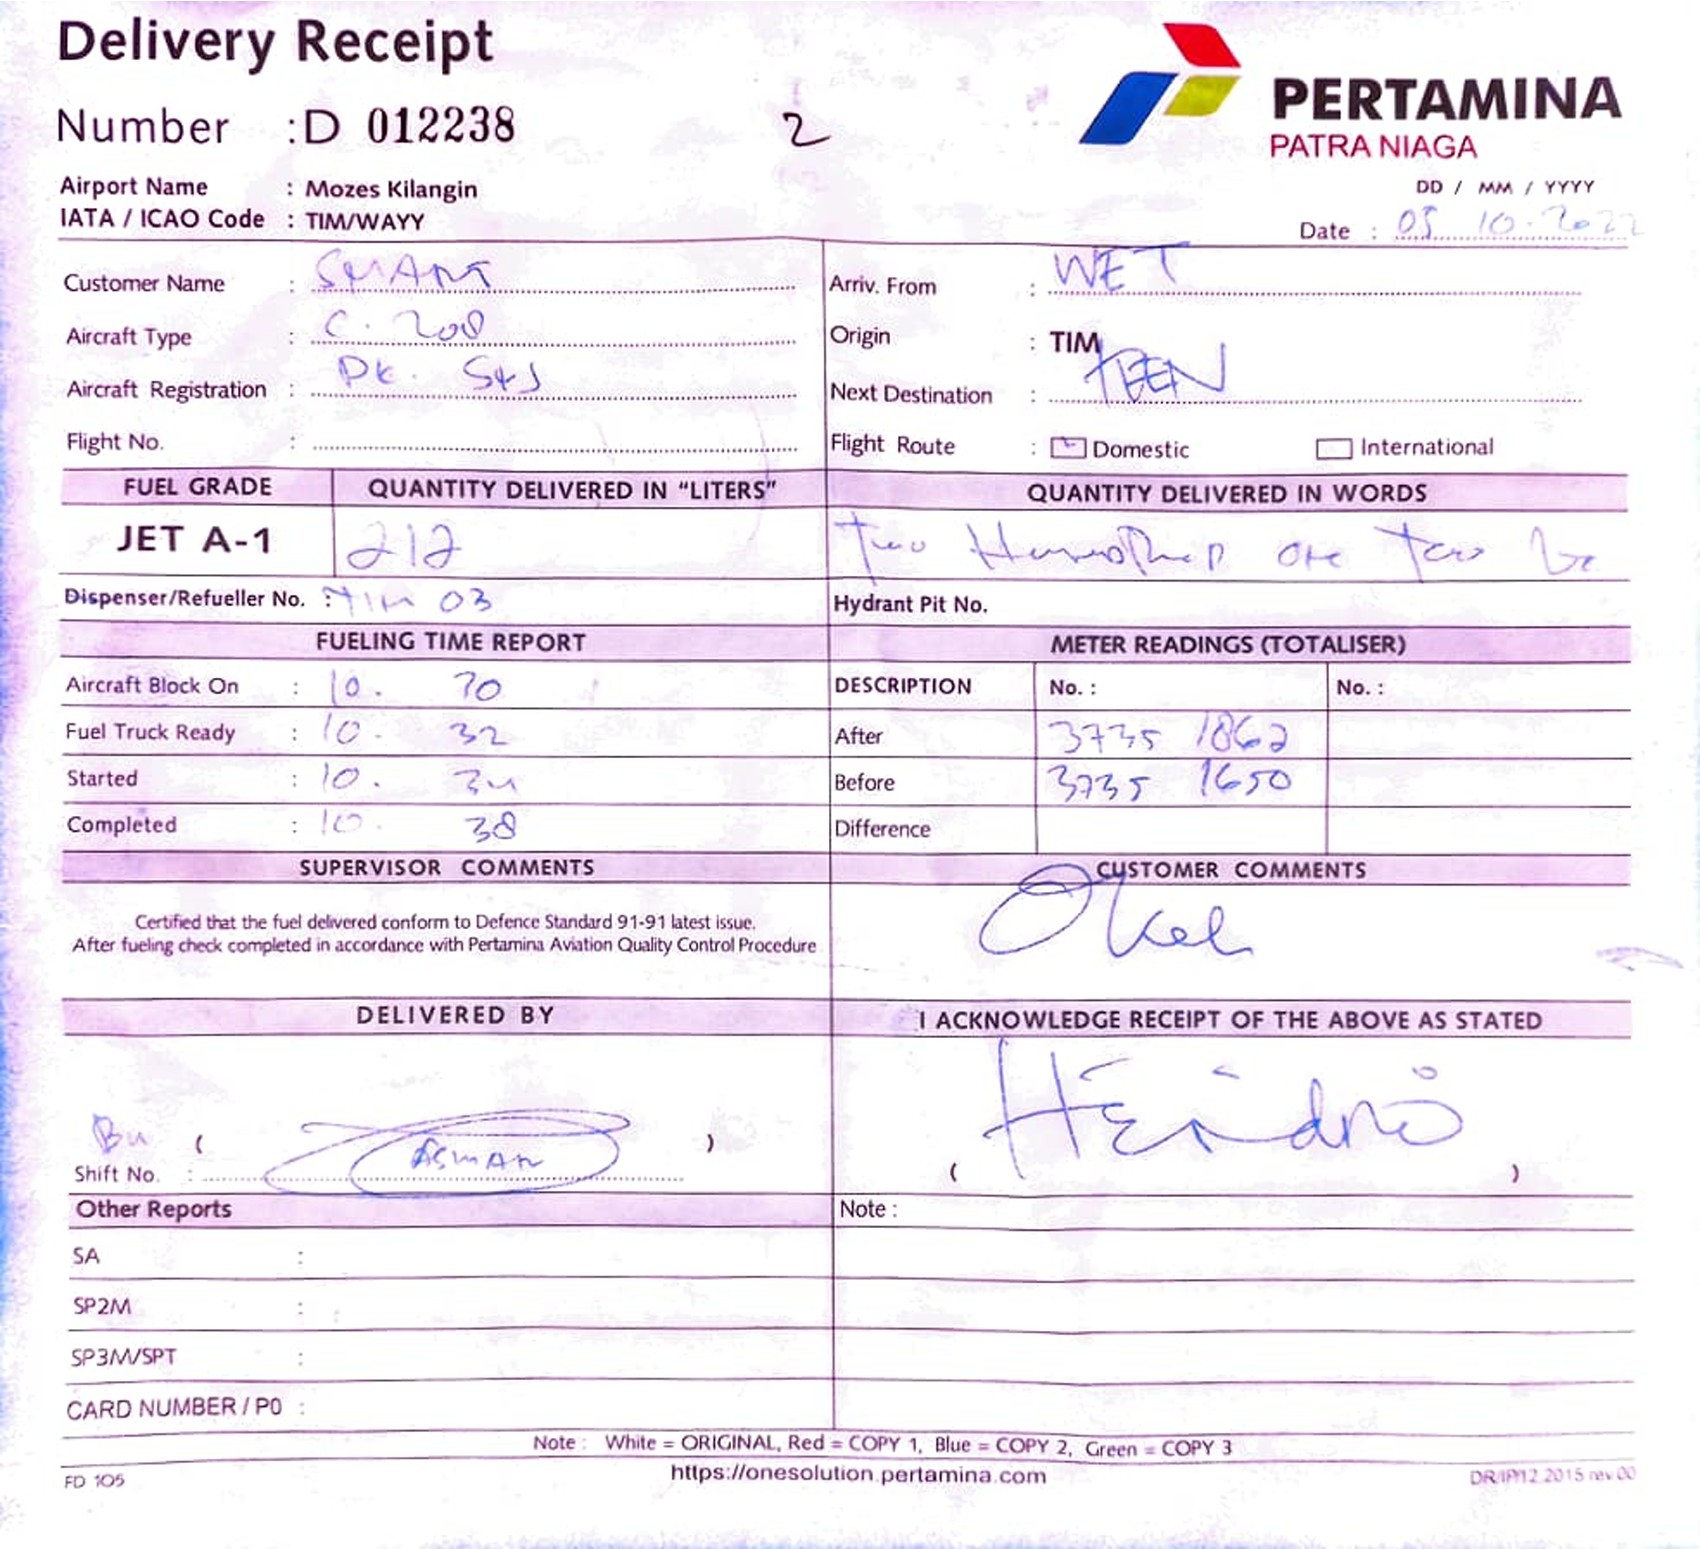 Delivery Receipt
Number : D 012238
2
PERTAMINA
PATRA NIAGA
Airport Name : Mozes Kilangin
IATA / ICAO Code : TIM/WAYY
DD / MM / YYYY
Date : 05 10-2022
Customer Name : SMART
Arriv. From : WET
Aircraft Type : C. 208
Origin : TIM
Aircraft Registration : PK.
Next Destination :
Flight No. :
Flight Route : Domestic International
FUEL GRADE QUANTITY DELIVERED IN “LITERS” QUANTITY DELIVERED IN WORDS
JET A-1 212 Two one
Dispenser/Refueller No. : TIM 03 Hydrant Pit No.
FUELING TIME REPORT METER READINGS (TOTALISER)
Aircraft Block On : 10. DESCRIPTION No. : No. :
Fuel Truck Ready : 10. 32 After 3735 1862
Started : 10. 34 Before 3735 1650
Completed : 10. 38 Difference
SUPERVISOR COMMENTS CUSTOMER COMMENTS
Certified that the fuel delivered conform to Defence Standard 91-91 latest issue.
After fueling check completed in accordance with Pertamina Aviation Quality Control Procedure
DELIVERED BY I ACKNOWLEDGE RECEIPT OF THE ABOVE AS STATED
( ASMAN )
Shift No. :
( )
Other Reports Note :
SA :
SP2M :
SP3M/SPT :
CARD NUMBER / P0 :
Note : White = ORIGINAL, Red = COPY 1, Blue = COPY 2, Green = COPY 3
FD 105 https://onesolution.pertamina.com DR/IP/12.2015 rev.00